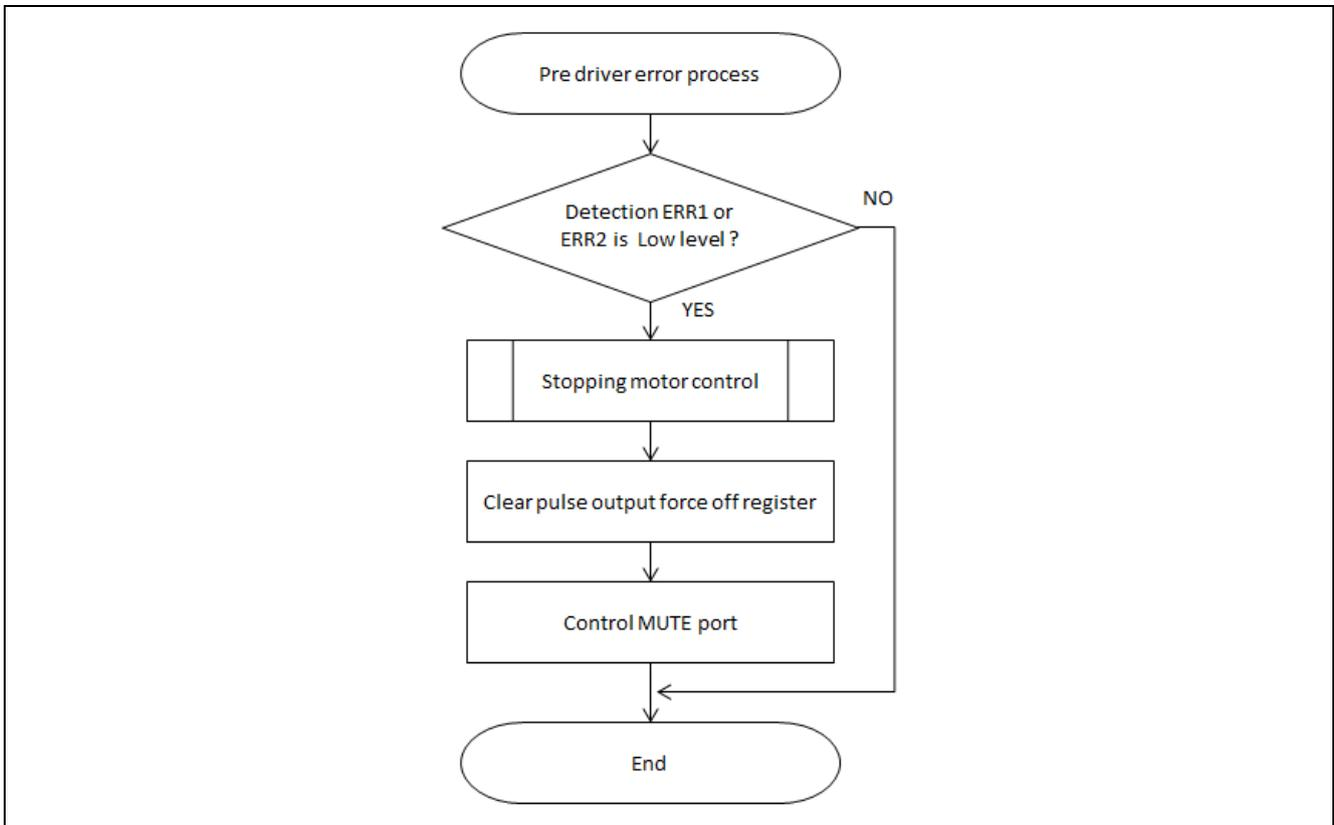 Pre driver error process
Detection ERR1 or
ERR2 is Low level ?
NO
YES
Stopping motor control
Clear pulse output force off register
Control MUTE port
End